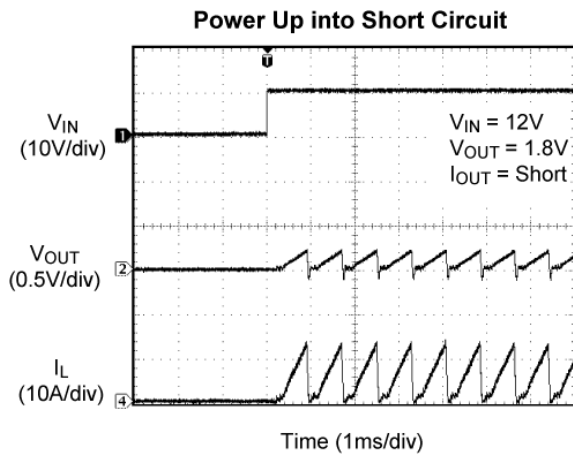 Power Up into Short Circuit
T
VIN
(10V/div)
1
VIN = 12V
VOUT = 1.8V
IOUT = Short
VOUT
(0.5V/div)
2
IL
(10A/div)
4
Time (1ms/div)